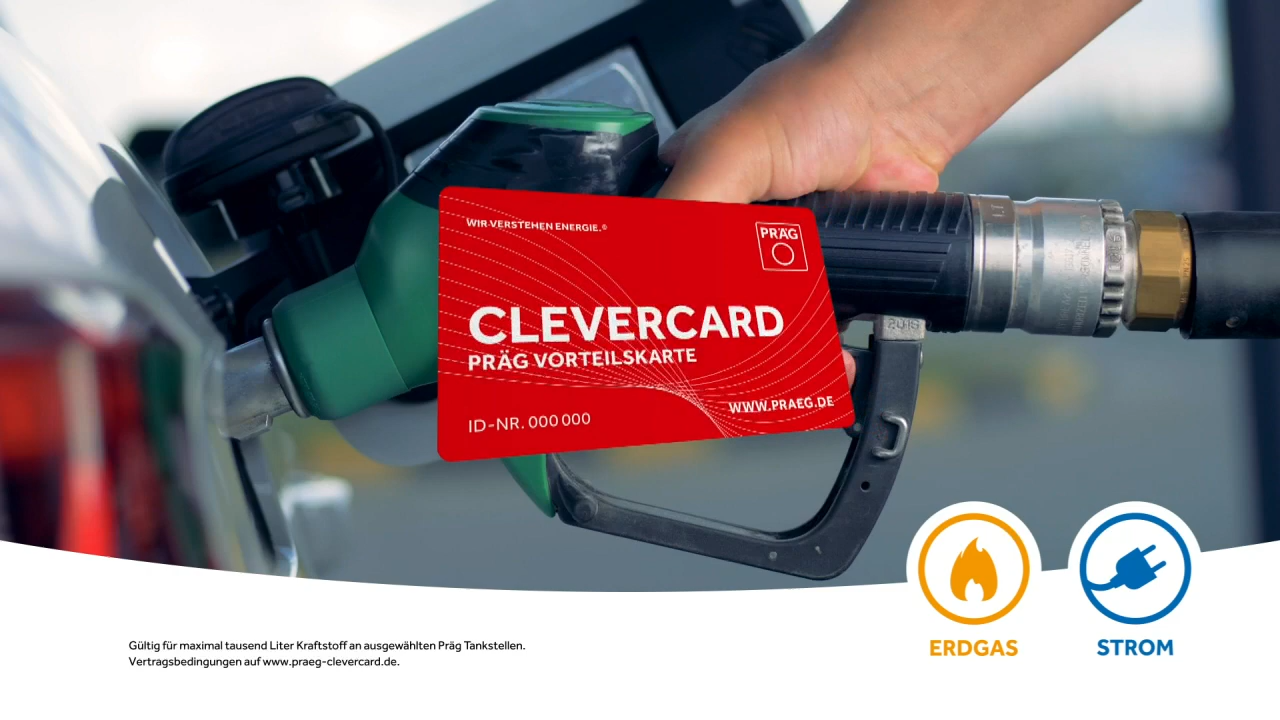 WIR VERSTEHEN ENERGIE.®
PRÄG
CLEVERCARD
PRÄG VORTEILSKARTE
WWW.PRAEG.DE
ID-NR. 000 000
2015
ERDGAS
STROM
Gültig für maximal tausend Liter Kraftstoff an ausgewählten Präg Tankstellen.
Vertragsbedingungen auf www.praeg-clevercard.de.